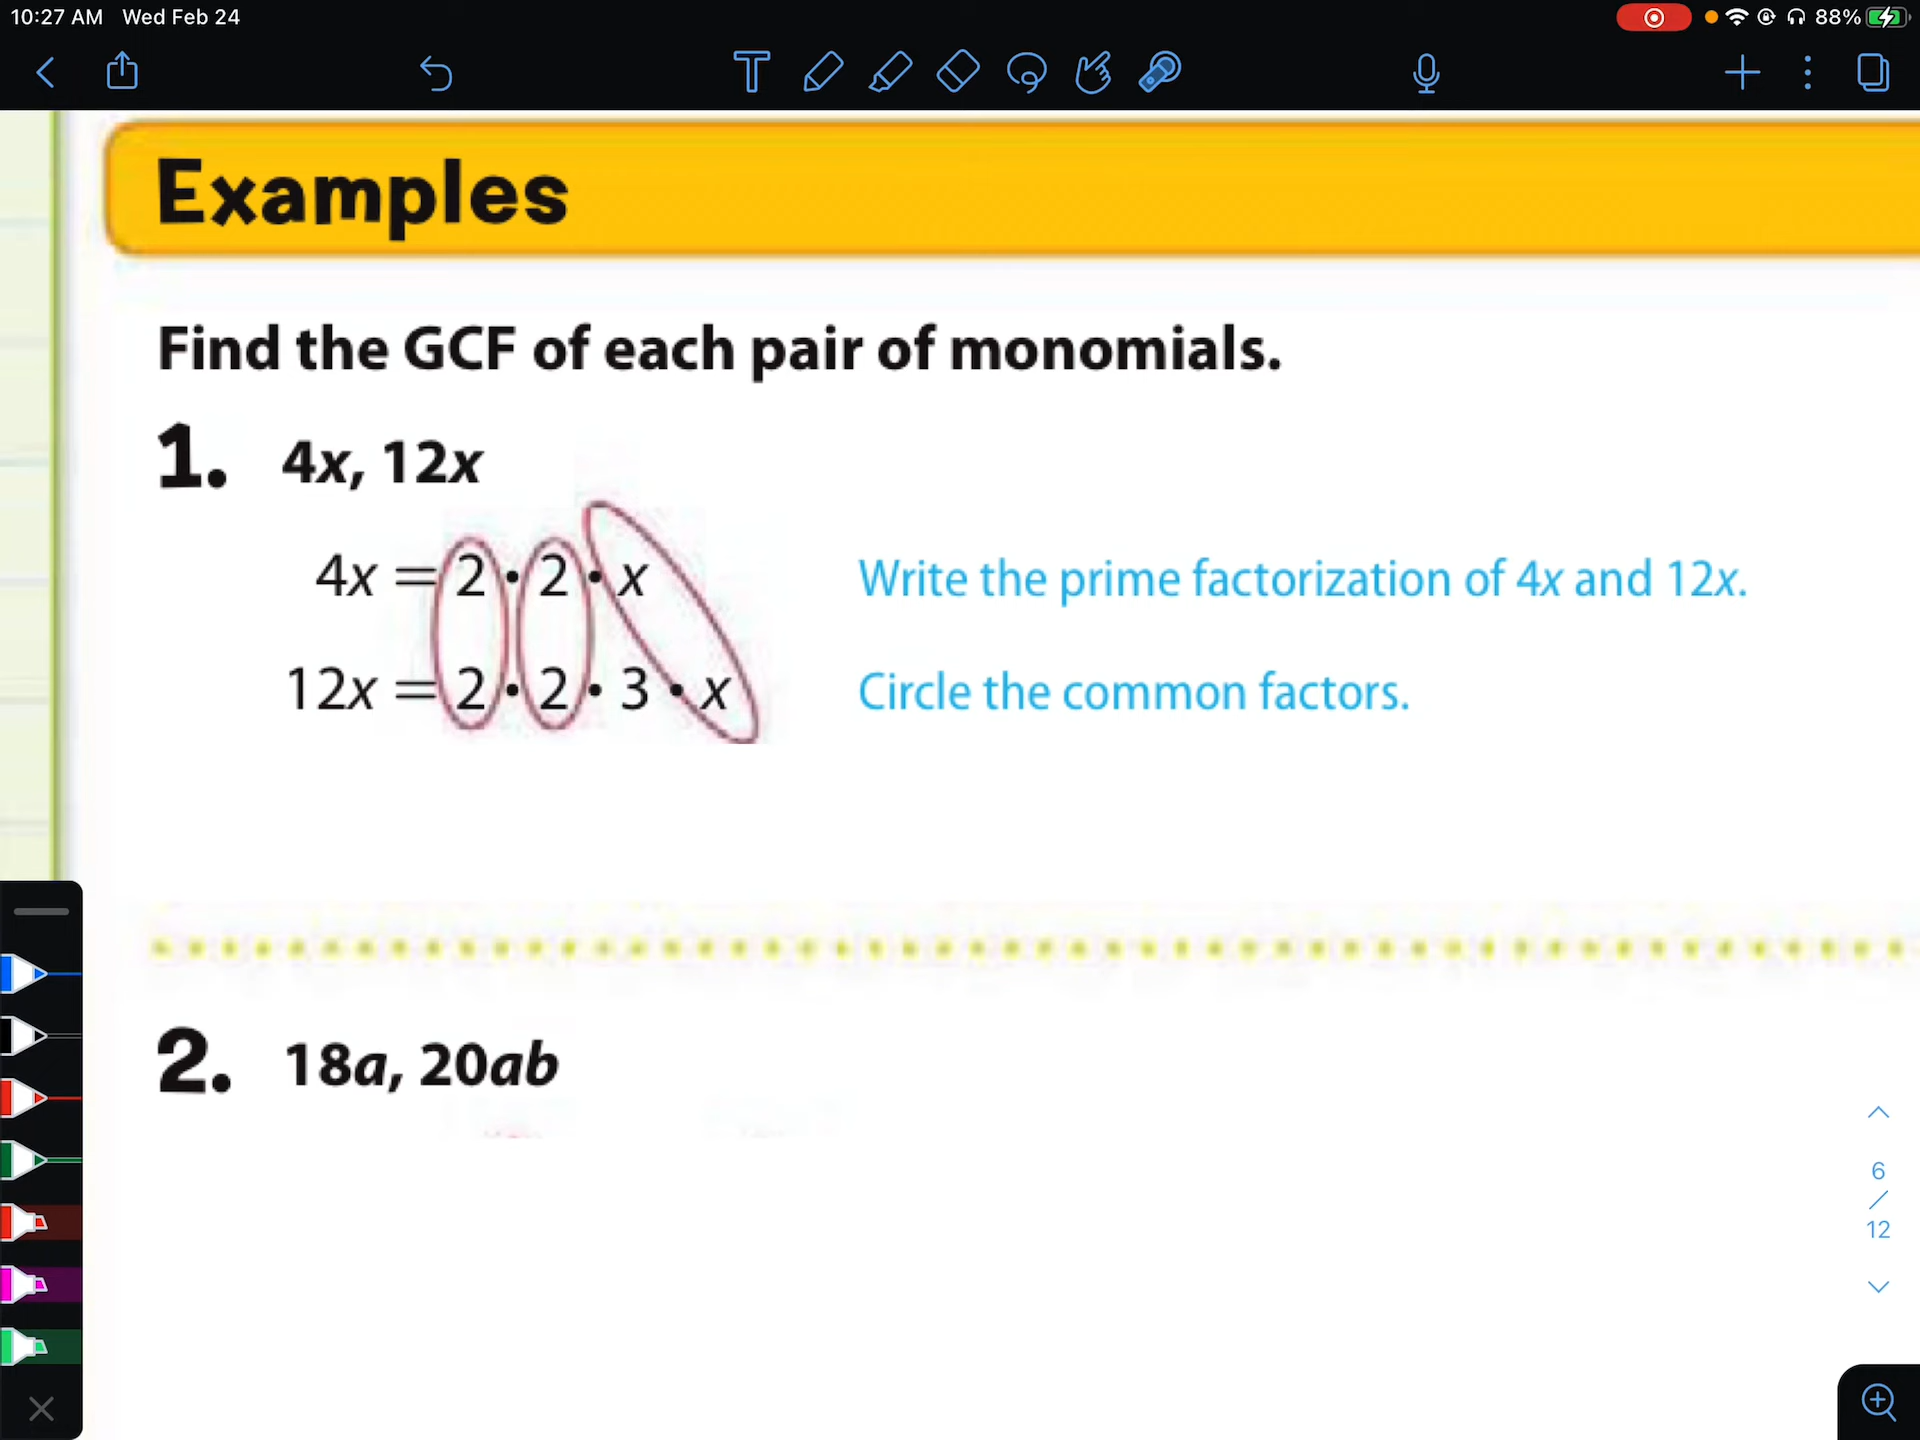 10:27 AM Wed Feb 24
88%
Examples
Find the GCF of each pair of monomials.
1. 4x, 12x
4x = 2 • 2 • x
Write the prime factorization of 4x and 12x.
12x = 2 • 2 • 3 • x
Circle the common factors.
2. 18a, 20ab
6
/
12